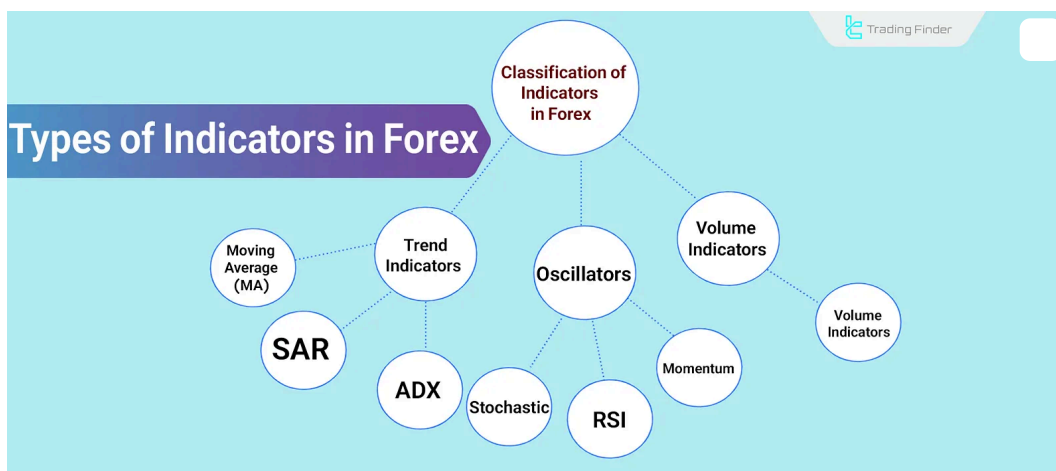 Trading Finder
Types of Indicators in Forex
Classification of
Indicators
in Forex
Trend
Indicators
Moving
Average
(MA)
SAR
ADX
Oscillators
Stochastic
RSI
Momentum
Volume
Indicators
Volume
Indicators